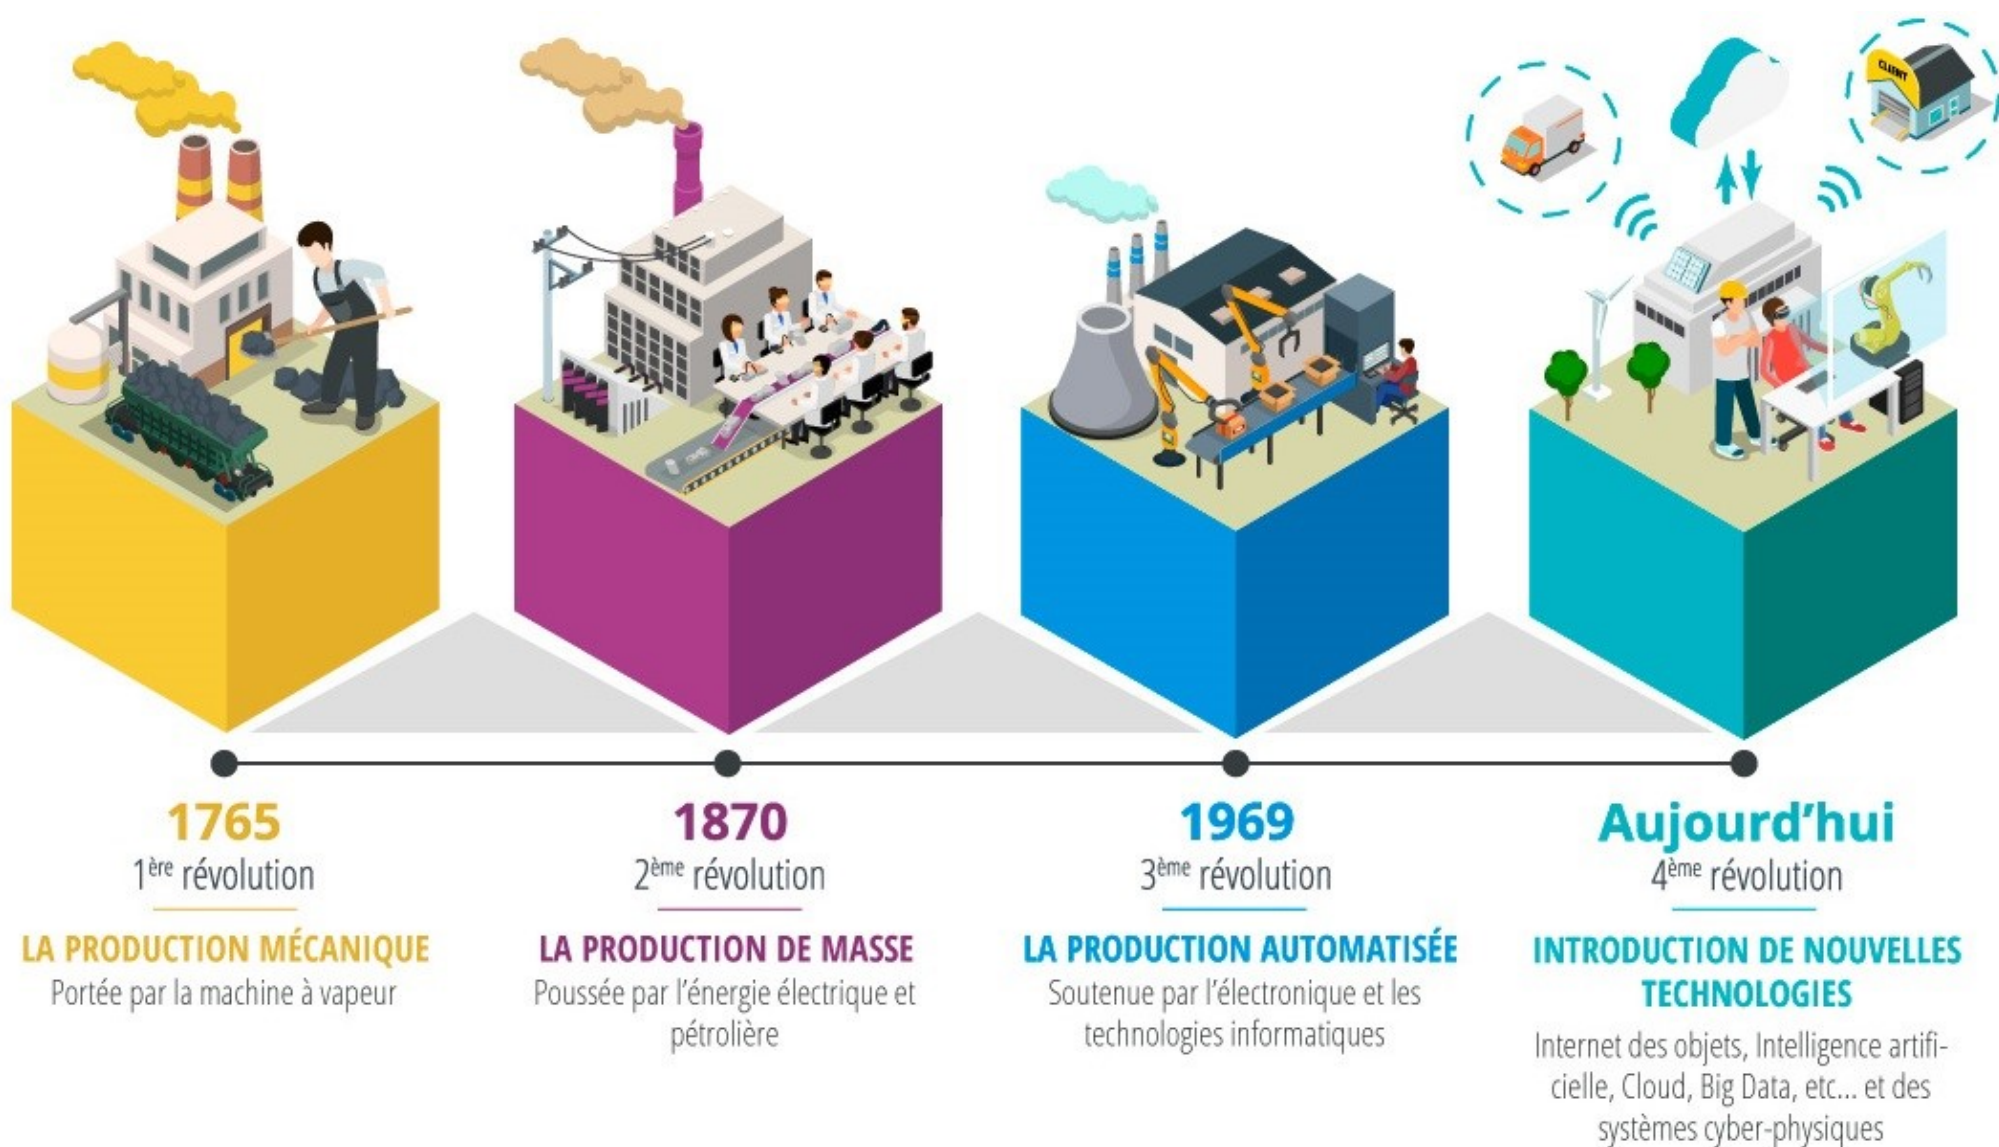 CLIENT
1765
1ère révolution
LA PRODUCTION MÉCANIQUE
Portée par la machine à vapeur
1870
2ème révolution
LA PRODUCTION DE MASSE
Poussée par l'énergie électrique et
pétrolière
1969
3ème révolution
LA PRODUCTION AUTOMATISÉE
Soutenue par l'électronique et les
technologies informatiques
Aujourd'hui
4ème révolution
INTRODUCTION DE NOUVELLES
TECHNOLOGIES
Internet des objets, Intelligence artifi-
cielle, Cloud, Big Data, etc... et des
systèmes cyber-physiques